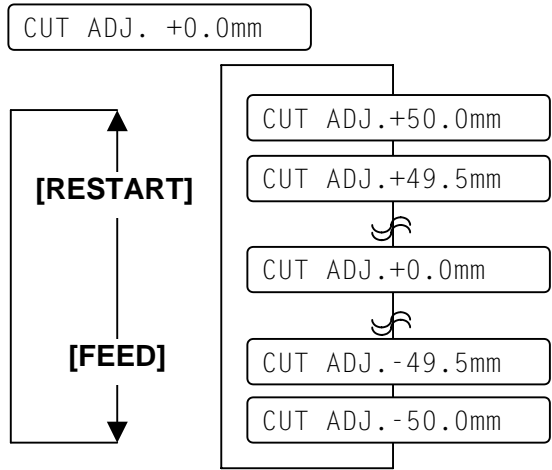 CUT ADJ. +0.0mm
CUT ADJ.+50.0mm
CUT ADJ.+49.5mm
[RESTART]
CUT ADJ.+0.0mm
[FEED]
CUT ADJ.-49.5mm
CUT ADJ.-50.0mm